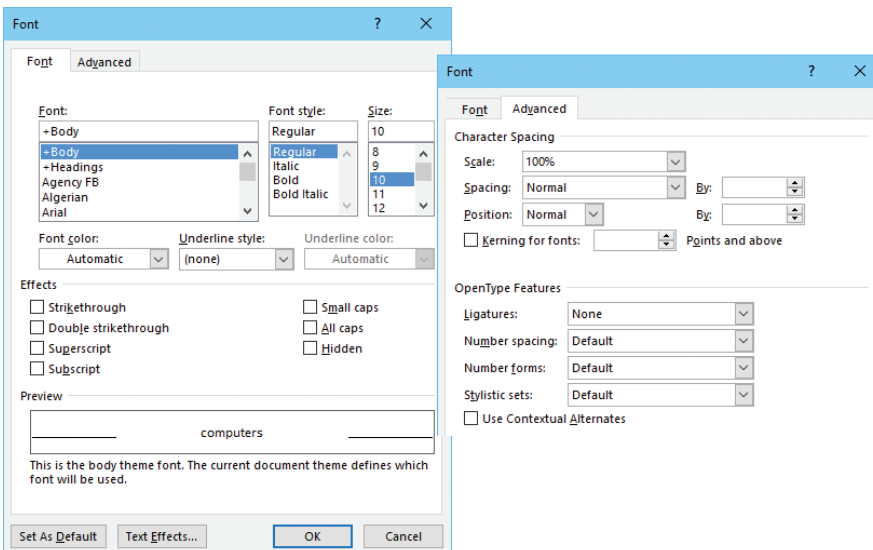 Font ? ×
Font Advanced
Font: Font style: Size:
+Body Regular 10
+Body Regular 8
+Headings Italic 9
Agency FB Bold 10
Algerian Bold Italic 11
Arial 12
Font color: Underline style: Underline color:
Automatic (none) Automatic
Effects
Strikethrough Small caps
Double strikethrough All caps
Superscript Hidden
Subscript
Preview
computers
This is the body theme font. The current document theme defines which
font will be used.
Set As Default Text Effects... OK Cancel
Font ? ×
Font Advanced
Character Spacing
Scale: 100%
Spacing: Normal By:
Position: Normal By:
Kerning for fonts: Points and above
OpenType Features
Ligatures: None
Number spacing: Default
Number forms: Default
Stylistic sets: Default
Use Contextual Alternates